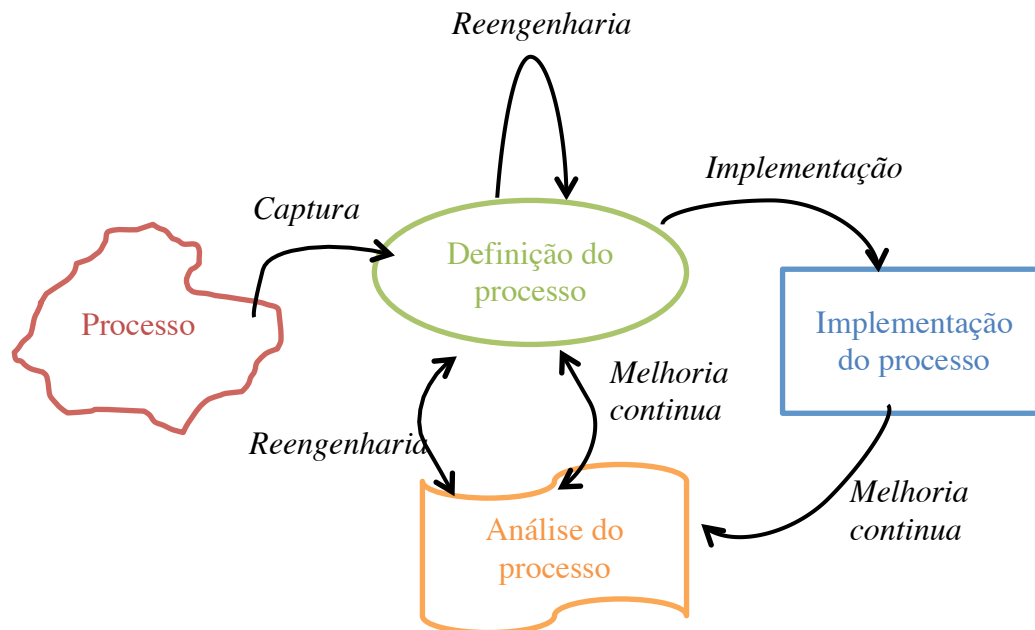 Reengenharia
Implementação
Captura
Definição do
processo
Processo
Implementação
do processo
Melhoria
continua
Reengenharia
Melhoria
continua
Análise do
processo